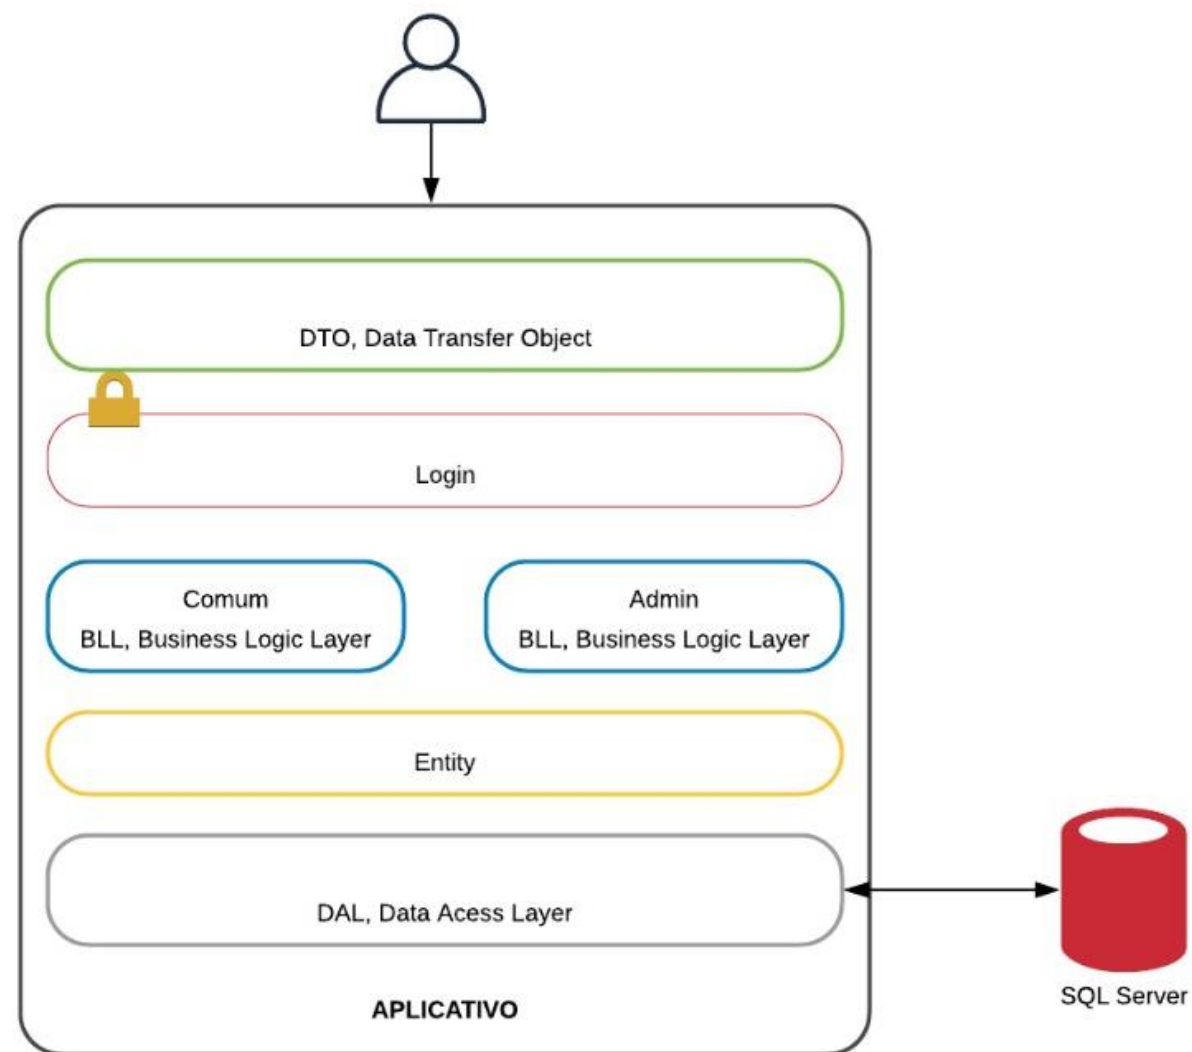 DTO, Data Transfer Object
Login
Comum
BLL, Business Logic Layer
Admin
BLL, Business Logic Layer
Entity
DAL, Data Acess Layer
APLICATIVO
SQL Server